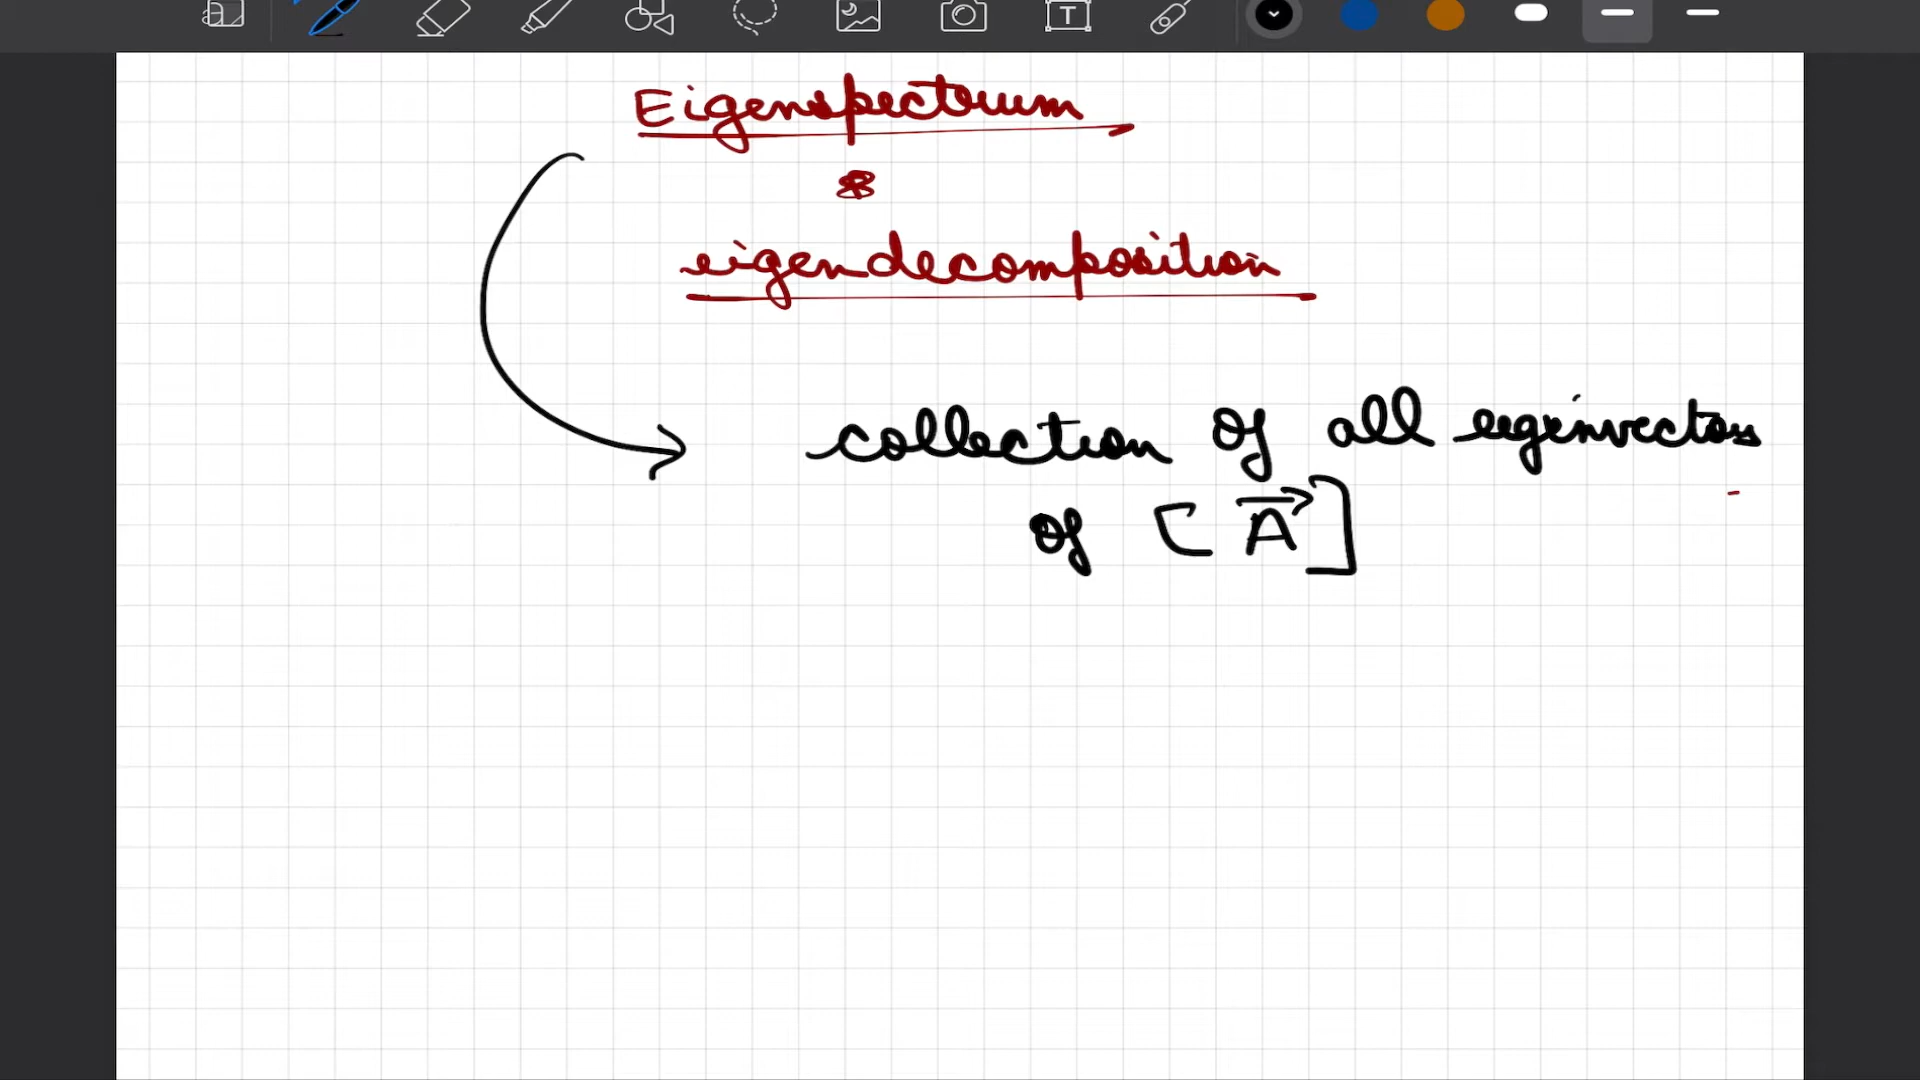 Eigenspectrum
*
eigendecomposition
collection of all eigenvectors
of [A]